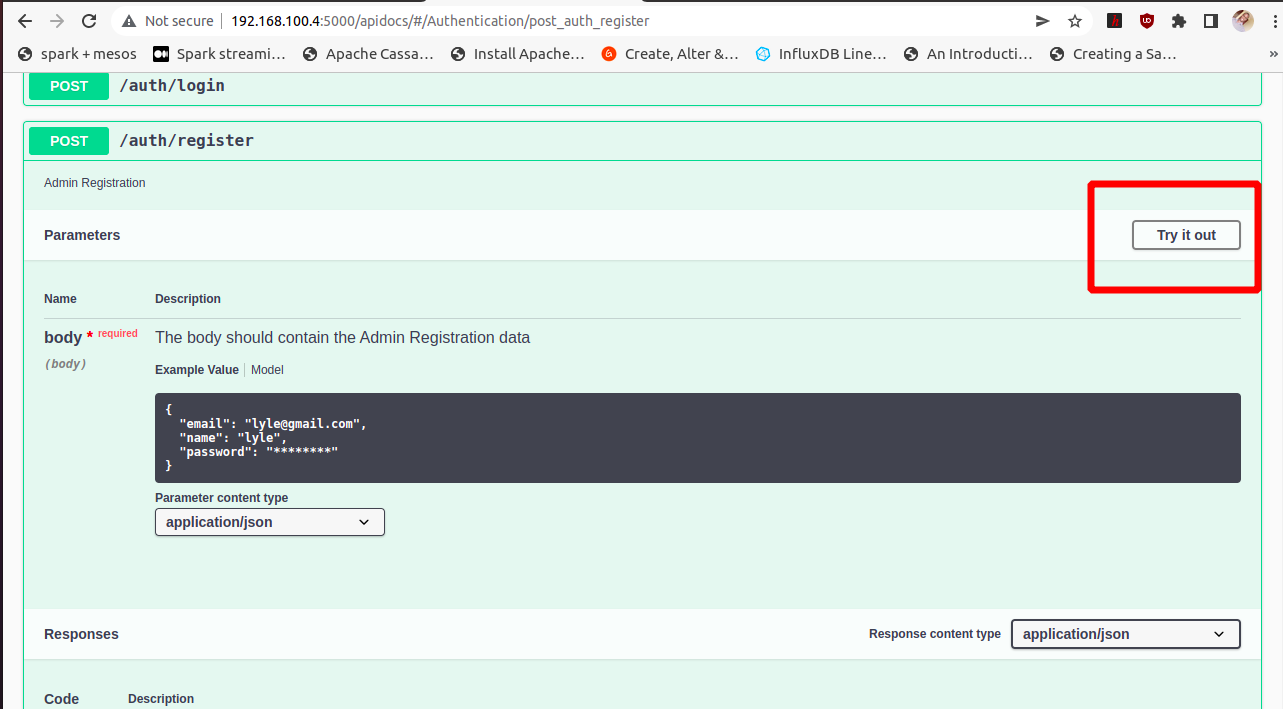 Not secure 192.168.100.4:5000/apidocs/#/Authentication/post_auth_register
spark + mesos Spark streami... Apache Cassa... Install Apache... Create, Alter &... InfluxDB Line... An Introducti... Creating a Sa... »
POST /auth/login
POST /auth/register
Admin Registration
Parameters Try it out
Name Description
body * required The body should contain the Admin Registration data
(body)
Example Value Model
{
"email": "lyle@gmail.com",
"name": "lyle",
"password": "********"
}
Parameter content type
application/json
Responses Response content type application/json
Code Description